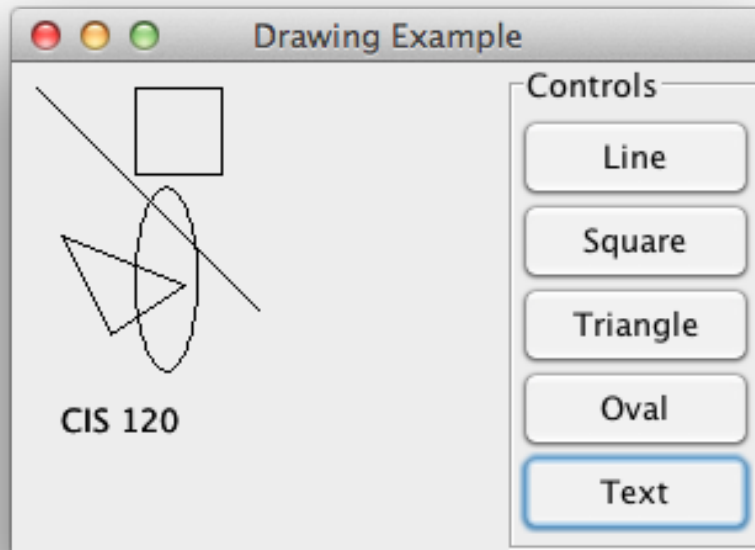 Drawing Example
Controls
Line
Square
Triangle
Oval
Text
CIS 120